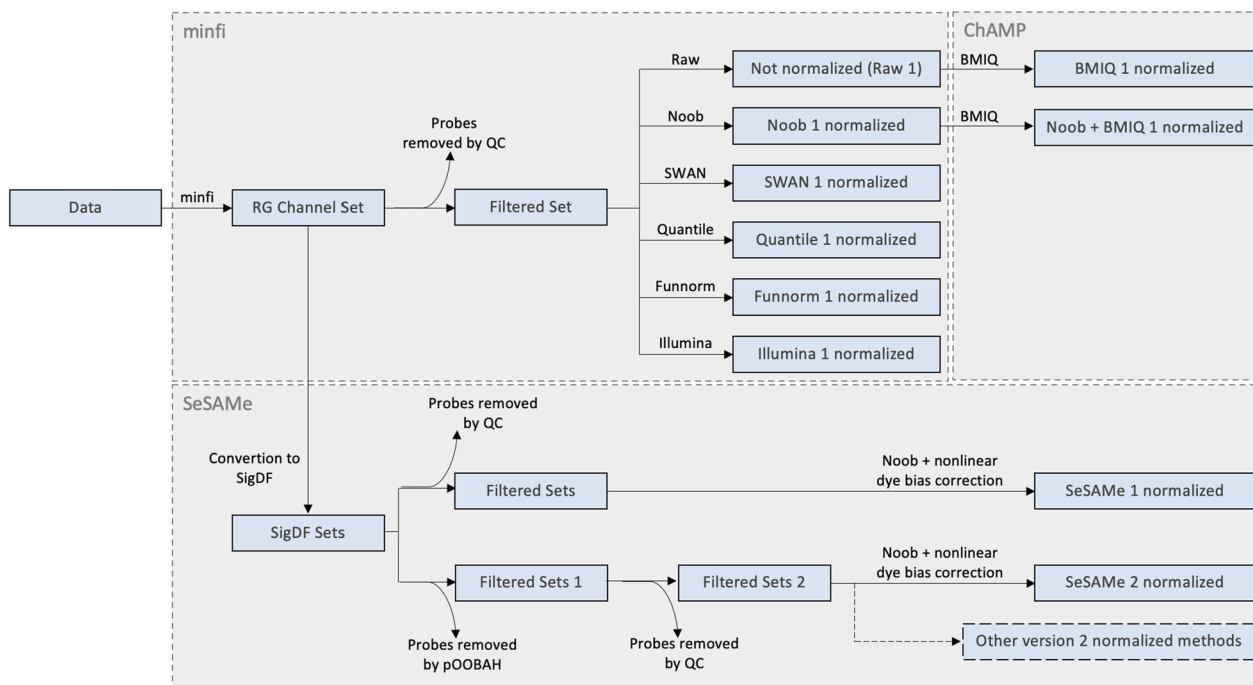 minfi
ChAMP
Raw
Not normalized (Raw 1)
BMIQ
BMIQ 1 normalized
Probes
removed by QC
Noob
Noob 1 normalized
BMIQ
Noob + BMIQ 1 normalized
SWAN
SWAN 1 normalized
Data
minfi
RG Channel Set
Filtered Set
Quantile
Quantile 1 normalized
Funnorm
Funnorm 1 normalized
Illumina
Illumina 1 normalized
SeSAMe
Probes removed
by QC
Convertion to
SigDF
Filtered Sets
Noob + nonlinear
dye bias correction
SeSAMe 1 normalized
SigDF Sets
Filtered Sets 1
Filtered Sets 2
Noob + nonlinear
dye bias correction
SeSAMe 2 normalized
Probes removed
by pOOBAH
Probes removed
by QC
Other version 2 normalized methods